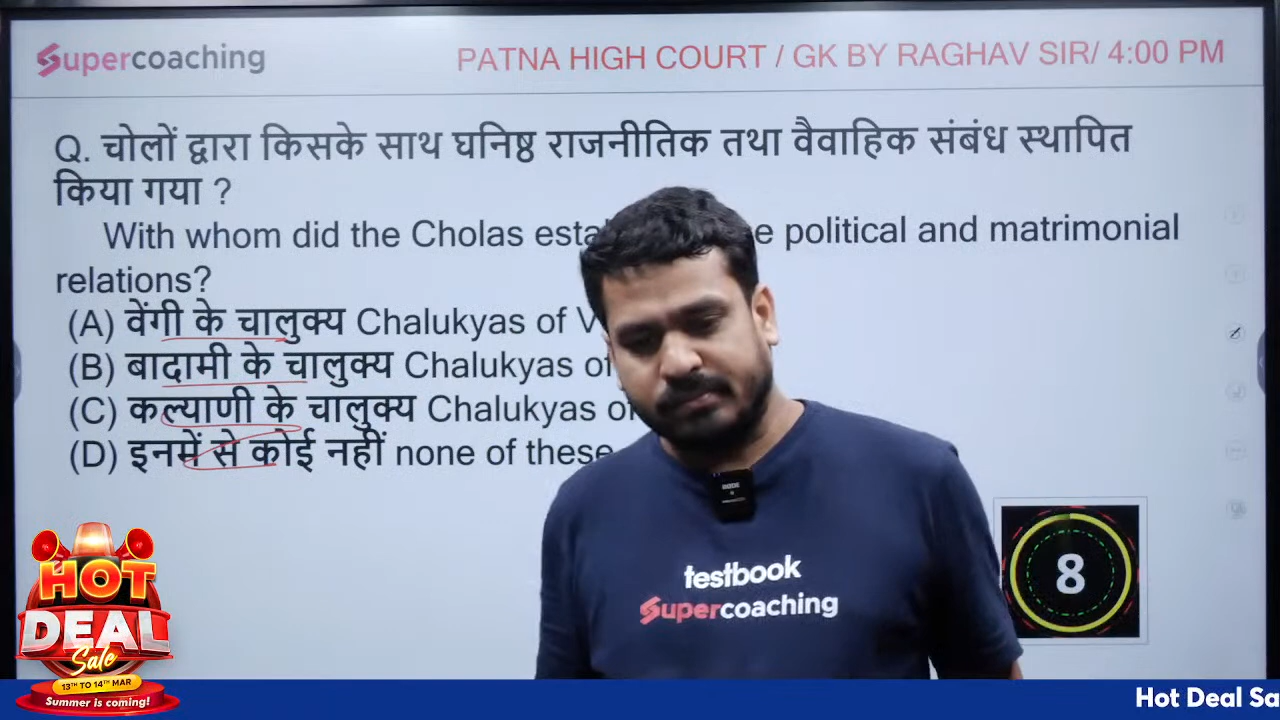 Supercoaching
PATNA HIGH COURT / GK BY RAGHAV SIR/ 4:00 PM
Q. चोलों द्वारा किसके साथ घनिष्ठ राजनीतिक तथा वैवाहिक संबंध स्थापित
किया गया ?
With whom did the Cholas political and matrimonial
relations?
(A) वेंगी के चालुक्य Chalukyas of
(B) बादामी के चालुक्य Chalukyas of
(C) कल्याणी के चालुक्य Chalukyas of
(D) इनमें से कोई नहीं none of these
8
testbook
Supercoaching
HOT
DEAL
Sale
13TH TO 14TH MAR
Summer is coming!
Hot Deal